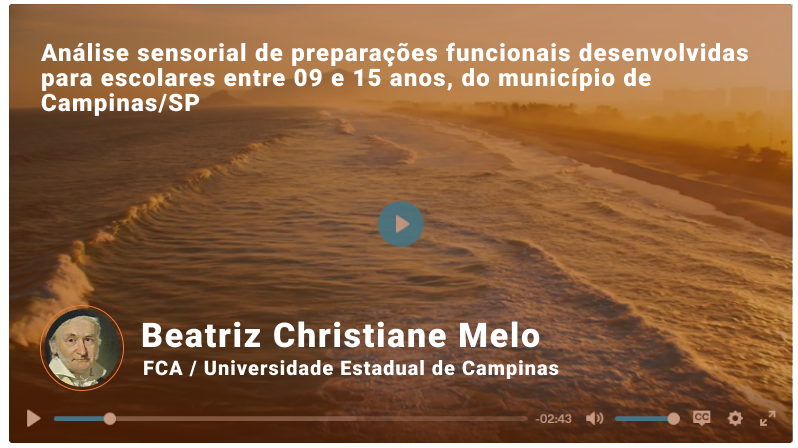 Análise sensorial de preparações funcionais desenvolvidas
para escolares entre 09 e 15 anos, do município de
Campinas/SP
Beatriz Christiane Melo
FCA / Universidade Estadual de Campinas
-02:43
CC